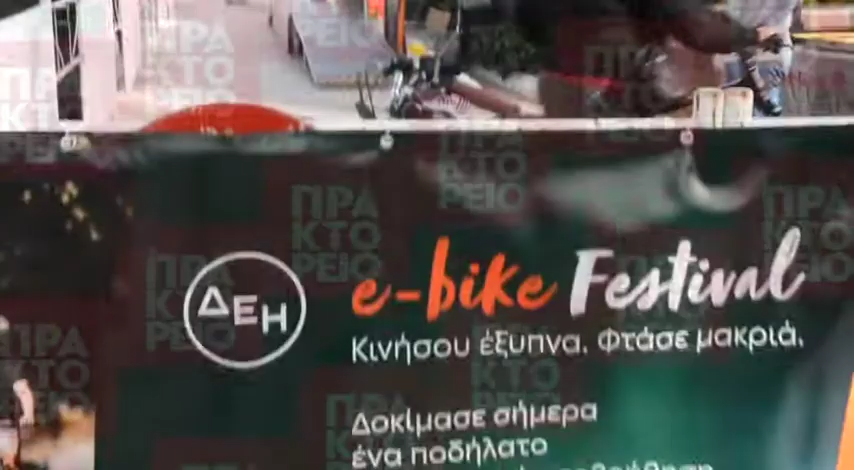 ΔΕΗ
e-bike Festival
Κινήσου έξυπνα. Φτάσε μακριά.
Δοκίμασε σήμερα
ένα ποδήλατο
ΠΡΑ
ΚΤΟ
ΡΕΙΟ